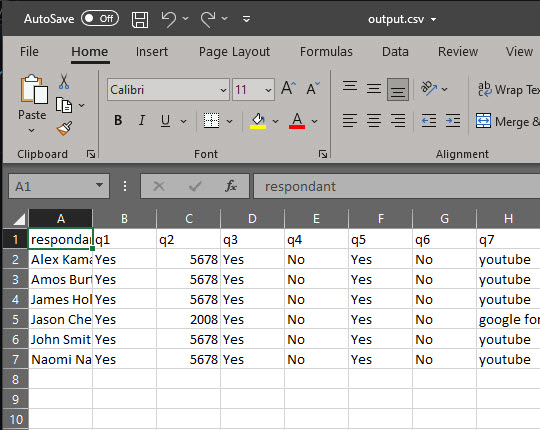 AutoSave Off output.csv
File Home Insert Page Layout Formulas Data Review
Paste Calibri 11 A A B I U A ab Wrap Tex
Merge &
Clipboard Font Alignment
A1 fx respondant
A B C D E F G H
1 respondan q1 q2 q3 q4 q5 q6 q7
2 Alex Kama Yes 5678 Yes No Yes No youtube
3 Amos Burt Yes 5678 Yes No Yes No youtube
4 James Hol Yes 5678 Yes No Yes No youtube
5 Jason Che Yes 2008 Yes No Yes No google for
6 John Smit Yes 5678 Yes No Yes No youtube
7 Naomi Na Yes 5678 Yes No Yes No youtube
8
9
10